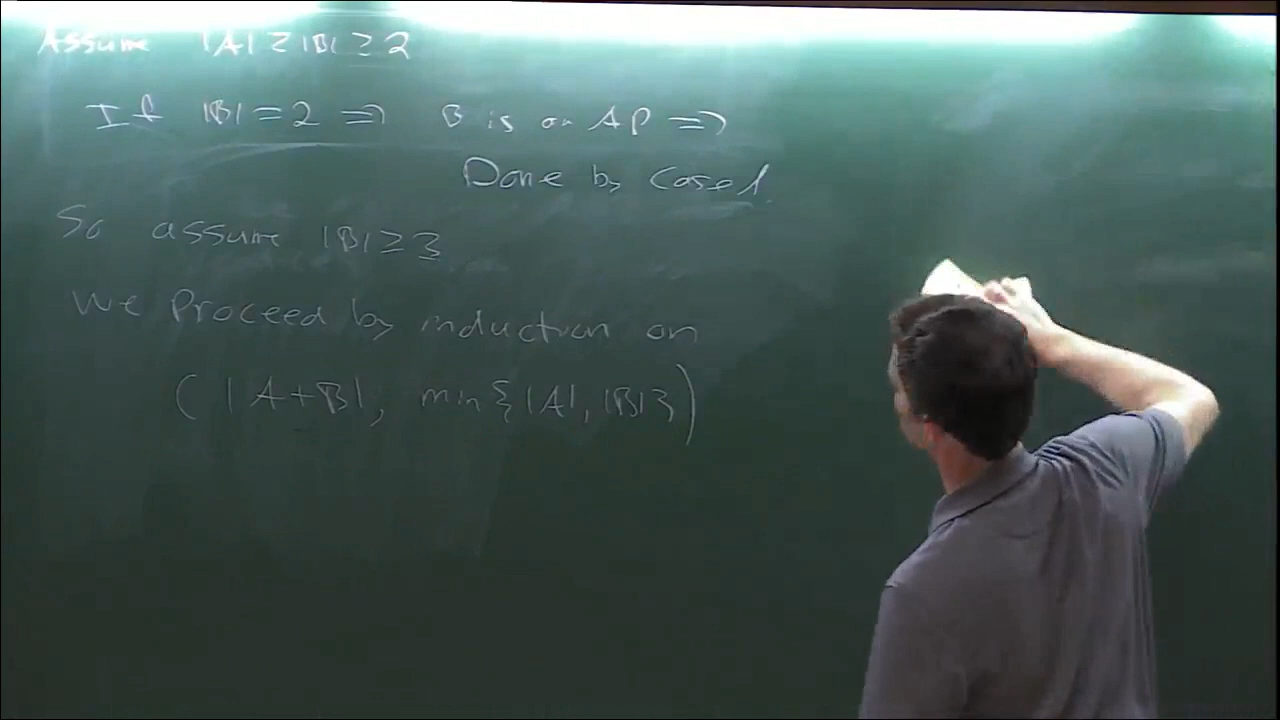 Assume |A| ≥ |B| ≥ 2
If |B| = 2 ⇒ B is an AP ⇒
Done by Case 1.
So assume |B| ≥ 3
We Proceed by induction on
( |A+B|, min{|A|, |B|} )